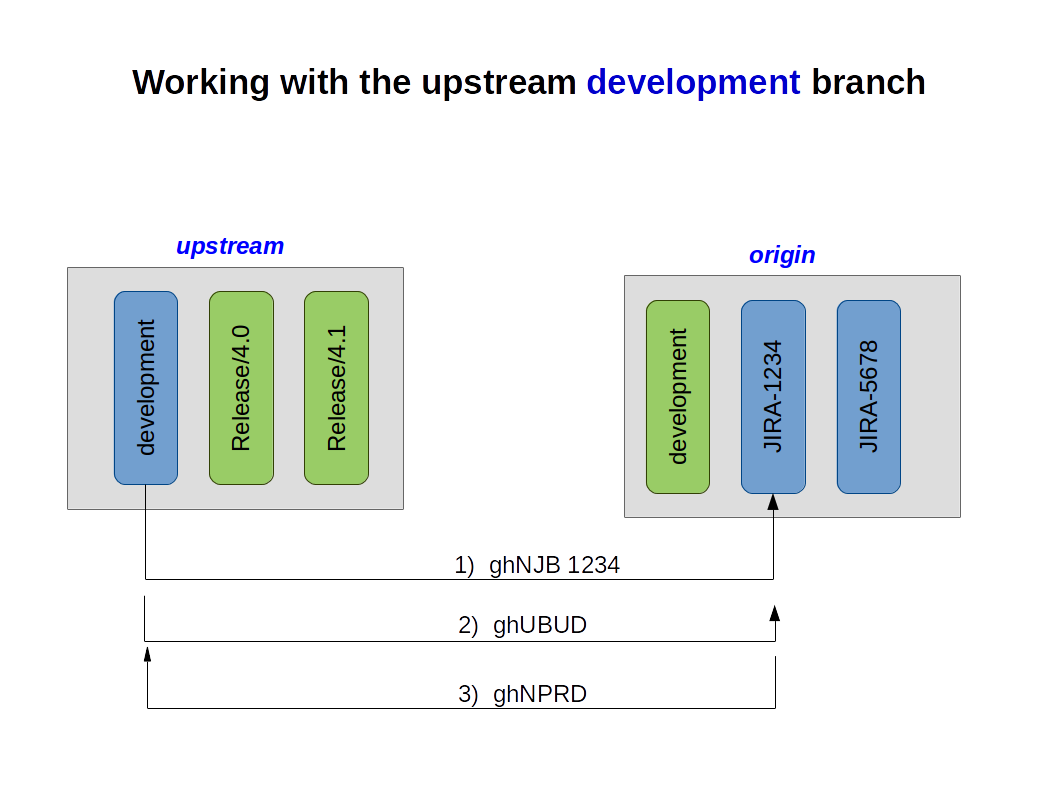 Working with the upstream development branch
upstream
origin
development
Release/4.0
Release/4.1
development
JIRA-1234
JIRA-5678
1) ghNJB 1234
2) ghUBUD
3) ghNPRD